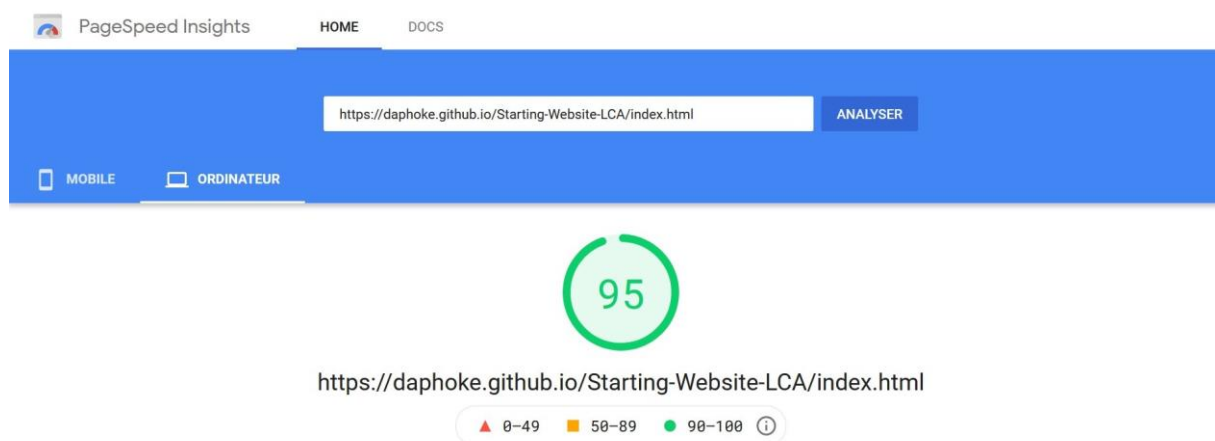 PageSpeed Insights HOME DOCS
https://daphoke.github.io/Starting-Website-LCA/index.html ANALYSER
MOBILE ORDINATEUR
95
https://daphoke.github.io/Starting-Website-LCA/index.html
0–49 50–89 90–100